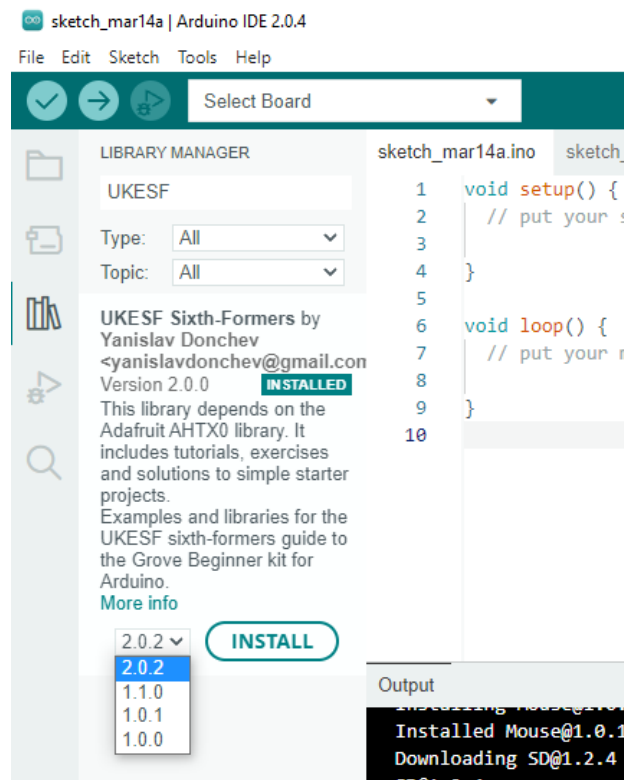 sketch_mar14a | Arduino IDE 2.0.4
File Edit Sketch Tools Help
Select Board
LIBRARY MANAGER
UKESF
Type: All
Topic: All
UKESF Sixth-Formers by
Yanislav Donchev
<yanislavdonchev@gmail.com
Version 2.0.0 INSTALLED
This library depends on the
Adafruit AHTX0 library. It
includes tutorials, exercises
and solutions to simple starter
projects.
Examples and libraries for the
UKESF sixth-formers guide to
the Grove Beginner kit for
Arduino.
More info
2.0.2 INSTALL
2.0.2
1.1.0
1.0.1
1.0.0
sketch_mar14a.ino sketch_
1 void setup() {
2 // put your s
3
4 }
5
6 void loop() {
7 // put your m
8
9 }
10
Output
Installing Mouse@1.0.
Installed Mouse@1.0.1
Downloading SD@1.2.4